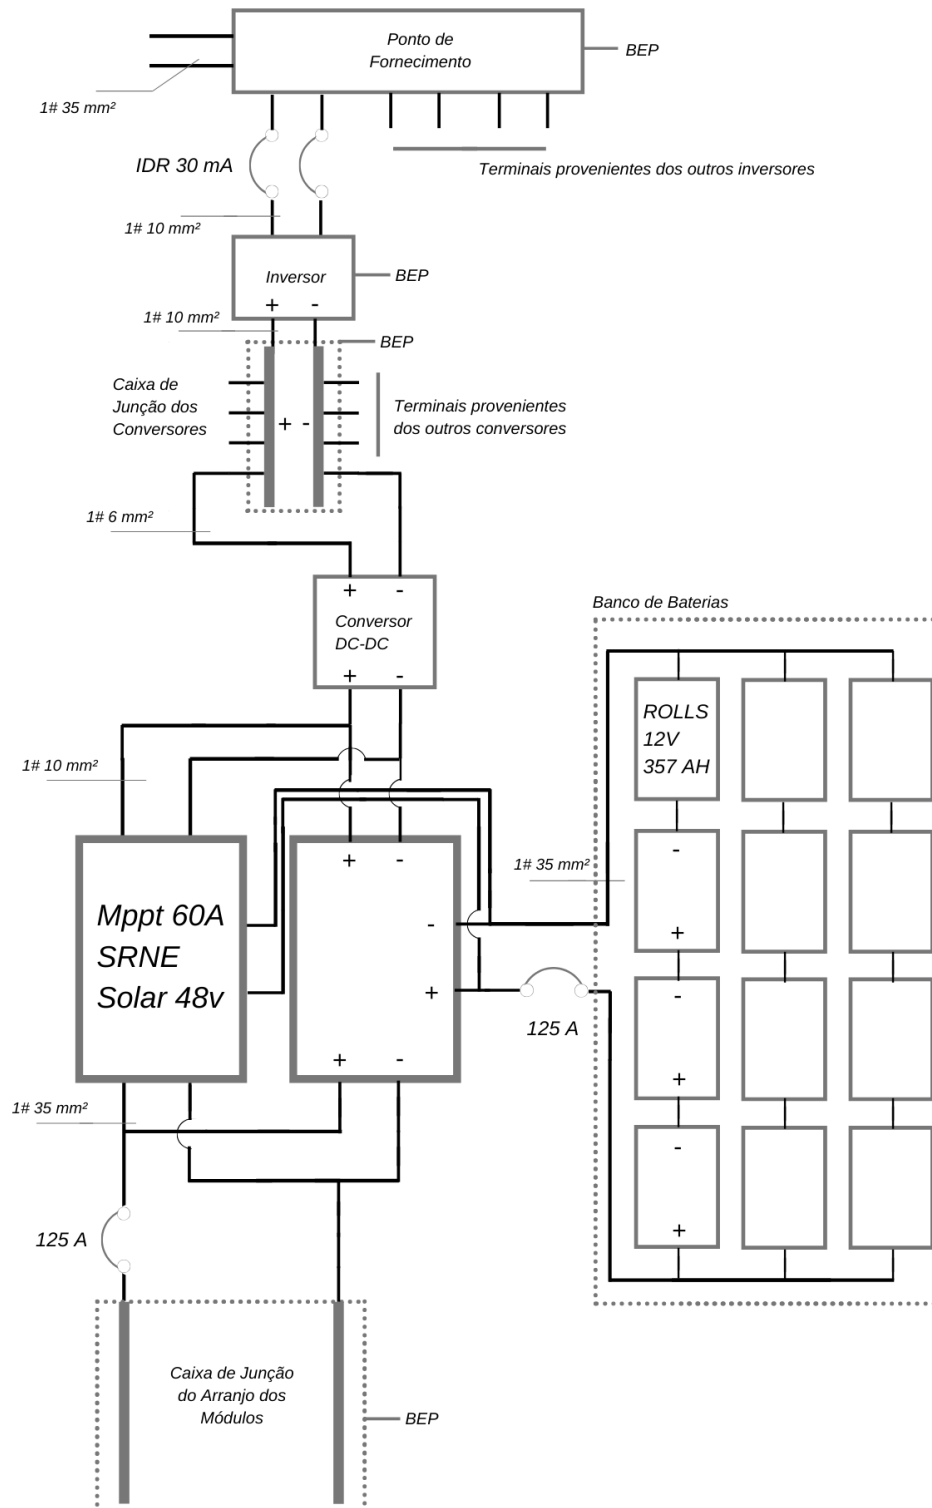 Ponto de
Fornecimento
BEP
1# 35 mm²
IDR 30 mA
Terminais provenientes dos outros inversores
1# 10 mm²
Inversor
+ -
BEP
1# 10 mm²
BEP
Caixa de
Junção dos
Conversores
+ -
Terminais provenientes
dos outros conversores
1# 6 mm²
+ -
Conversor
DC-DC
+ -
Banco de Baterias
ROLLS
12V
357 AH
1# 10 mm²
Mppt 60A
SRNE
Solar 48v
+ -
-
+
+ -
1# 35 mm²
-
+
-
+
-
+
125 A
1# 35 mm²
125 A
Caixa de Junção
do Arranjo dos
Módulos
BEP